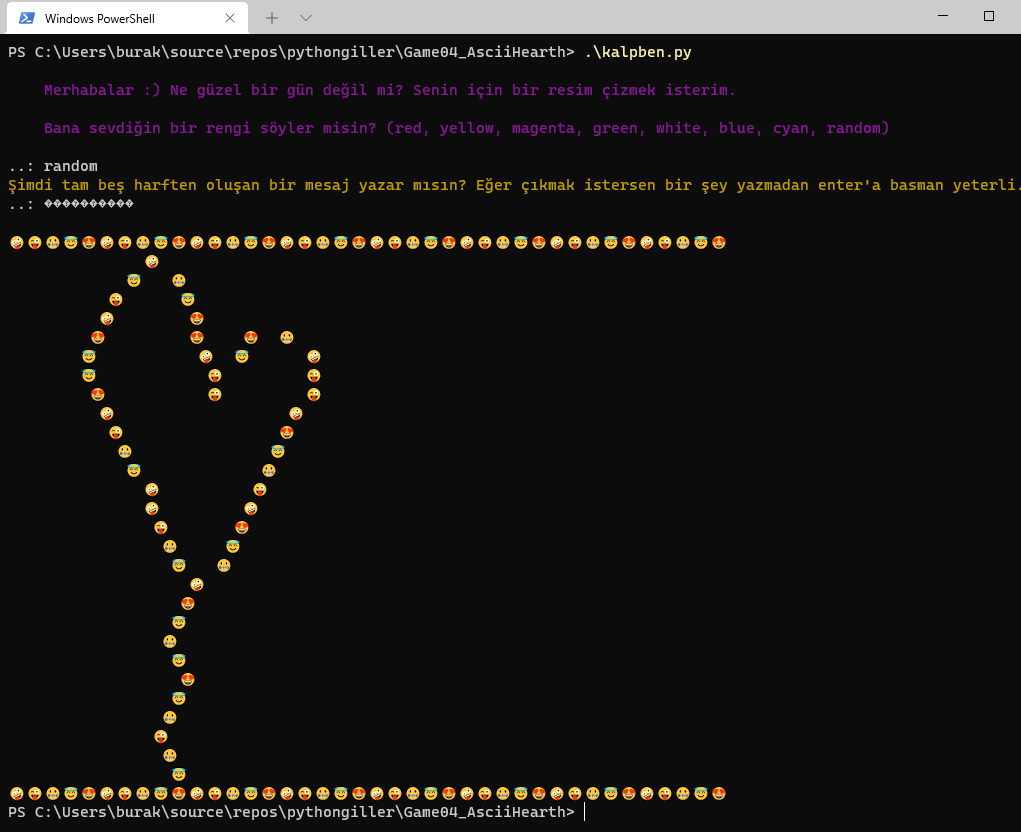 Windows PowerShell
PS C:\Users\burak\source\repos\pythongiller\Game04_AsciiHearth> .\kalpben.py
Merhabalar :) Ne güzel bir gün değil mi? Senin için bir resim çizmek isterim.
Bana sevdiğin bir rengi söyler misin? (red, yellow, magenta, green, white, blue, cyan, random)
..: random
Şimdi tam beş harften oluşan bir mesaj yazar mısın? Eğer çıkmak istersen bir şey yazmadan enter'a basman yeterli.
..: ����������
🤪😜😬😇😍🤪😜😬😇😍🤪😜😬😇😍🤪😜😬😇😍🤪😜😬😇😍🤪😜😬😇😍🤪😜😬😇😍🤪😜😬😇😍
🤪
😇 😬
😜 😇
🤪 😍
😍 😍 😍 😬
😇 🤪 😇 🤪
😇 😜 😜
😍 😜 😜
🤪 🤪
😜 😍
😬 😇
😇 😬
🤪 😜
🤪 🤪
😜 😍
😬 😇
😇 😬
🤪
😍
😇
😬
😇
😍
😇
😬
😜
😬
😇
🤪😜😬😇😍🤪😜😬😇😍🤪😜😬😇😍🤪😜😬😇😍🤪😜😬😇😍🤪😜😬😇😍🤪😜😬😇😍🤪😜😬😇😍
PS C:\Users\burak\source\repos\pythongiller\Game04_AsciiHearth>